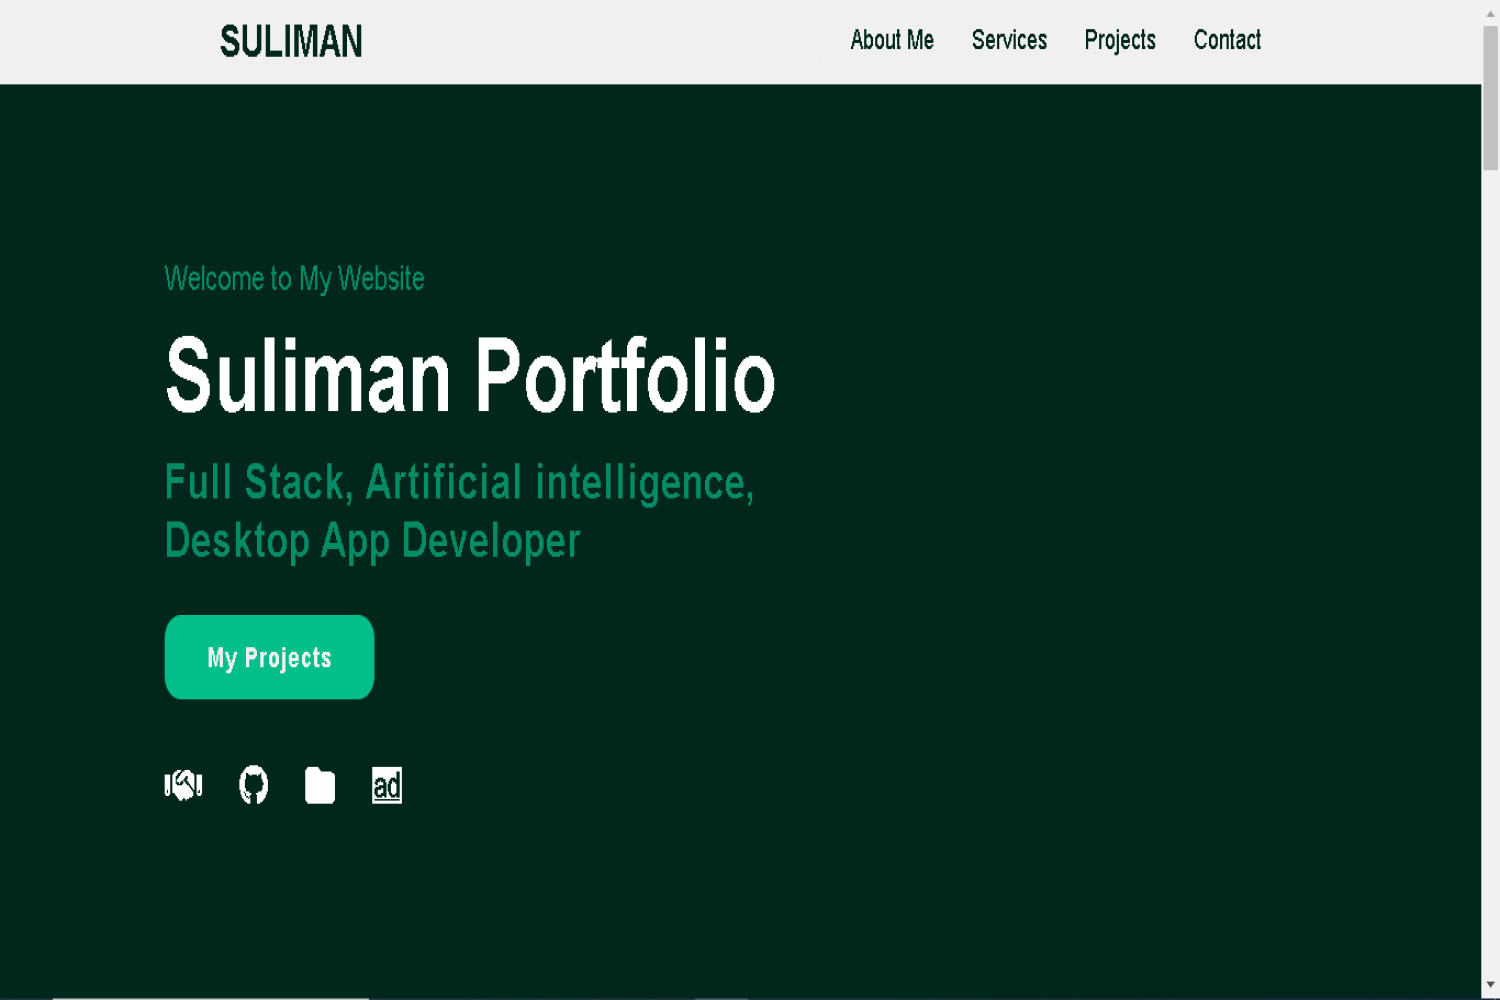 SULIMAN
About Me Services Projects Contact
Welcome to My Website
Suliman Portfolio
Full Stack, Artificial intelligence,
Desktop App Developer
My Projects
ad